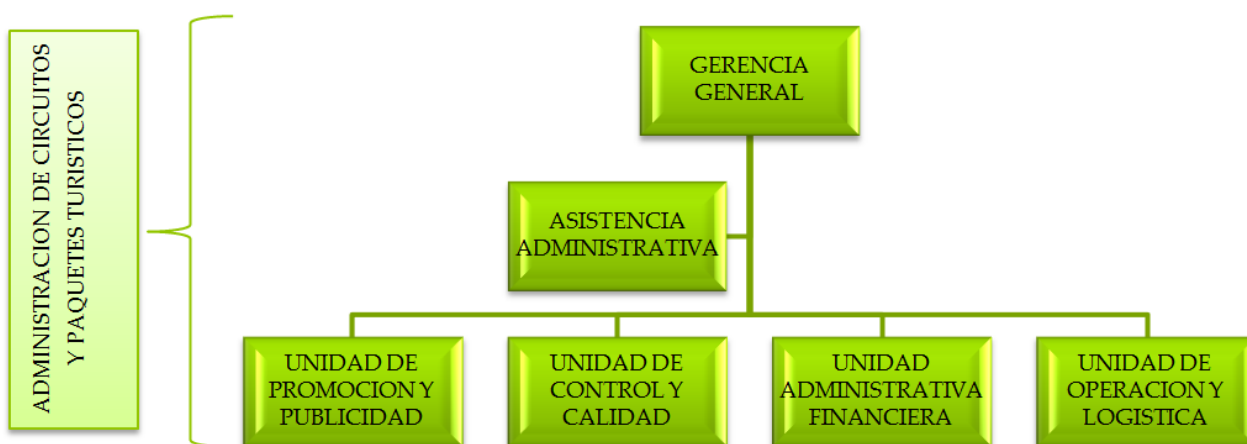 ADMINISTRACION DE CIRCUITOS
Y PAQUETES TURISTICOS
GERENCIA
GENERAL
ASISTENCIA
ADMINISTRATIVA
UNIDAD DE
PROMOCION Y
PUBLICIDAD
UNIDAD DE
CONTROL Y
CALIDAD
UNIDAD
ADMINISTRATIVA
FINANCIERA
UNIDAD DE
OPERACION Y
LOGISTICA